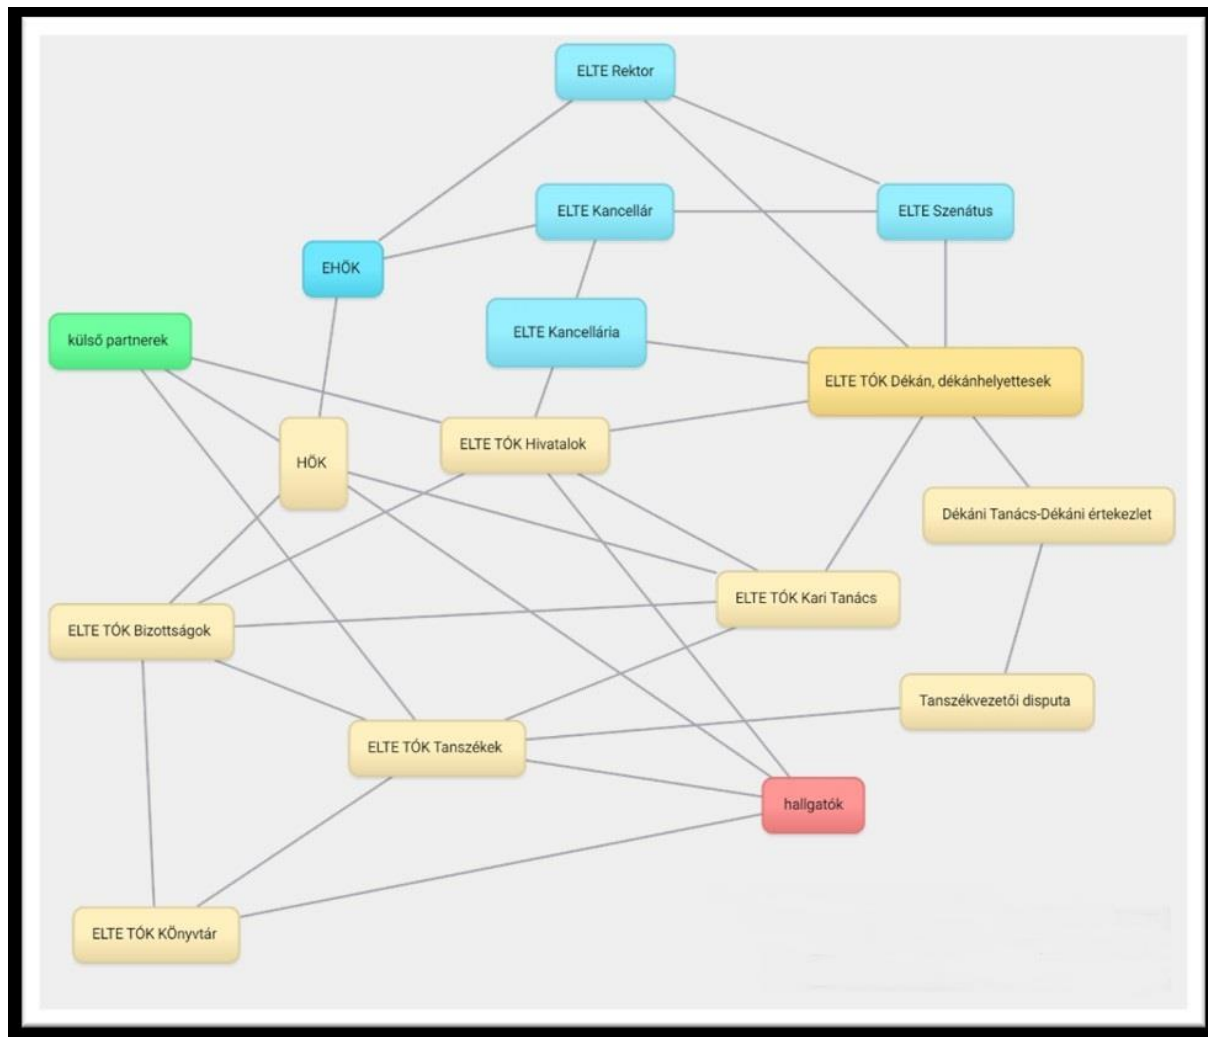 ELTE Rektor
ELTE Kancellár
ELTE Szenátus
EHÖK
ELTE Kancellária
külső partnerek
ELTE TÓK Dékán, dékánhelyettesek
ELTE TÓK Hivatalok
HÖK
Dékáni Tanács-Dékáni értekezlet
ELTE TÓK Kari Tanács
ELTE TÓK Bizottságok
Tanszékvezetői disputa
ELTE TÓK Tanszékek
hallgatók
ELTE TÓK KÖnyvtár